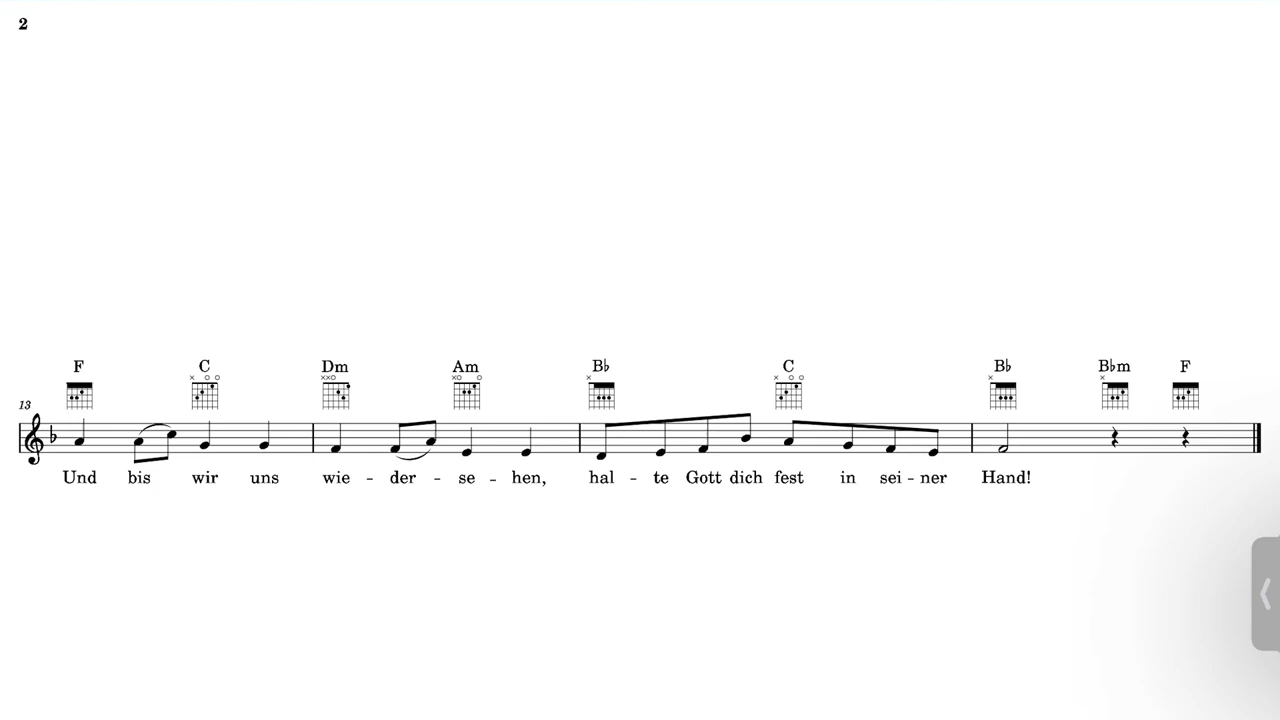 2
F C Dm Am B♭ C B♭ B♭m F
13
Und bis wir uns wie - der - se - hen, hal - te Gott dich fest in sei - ner Hand!